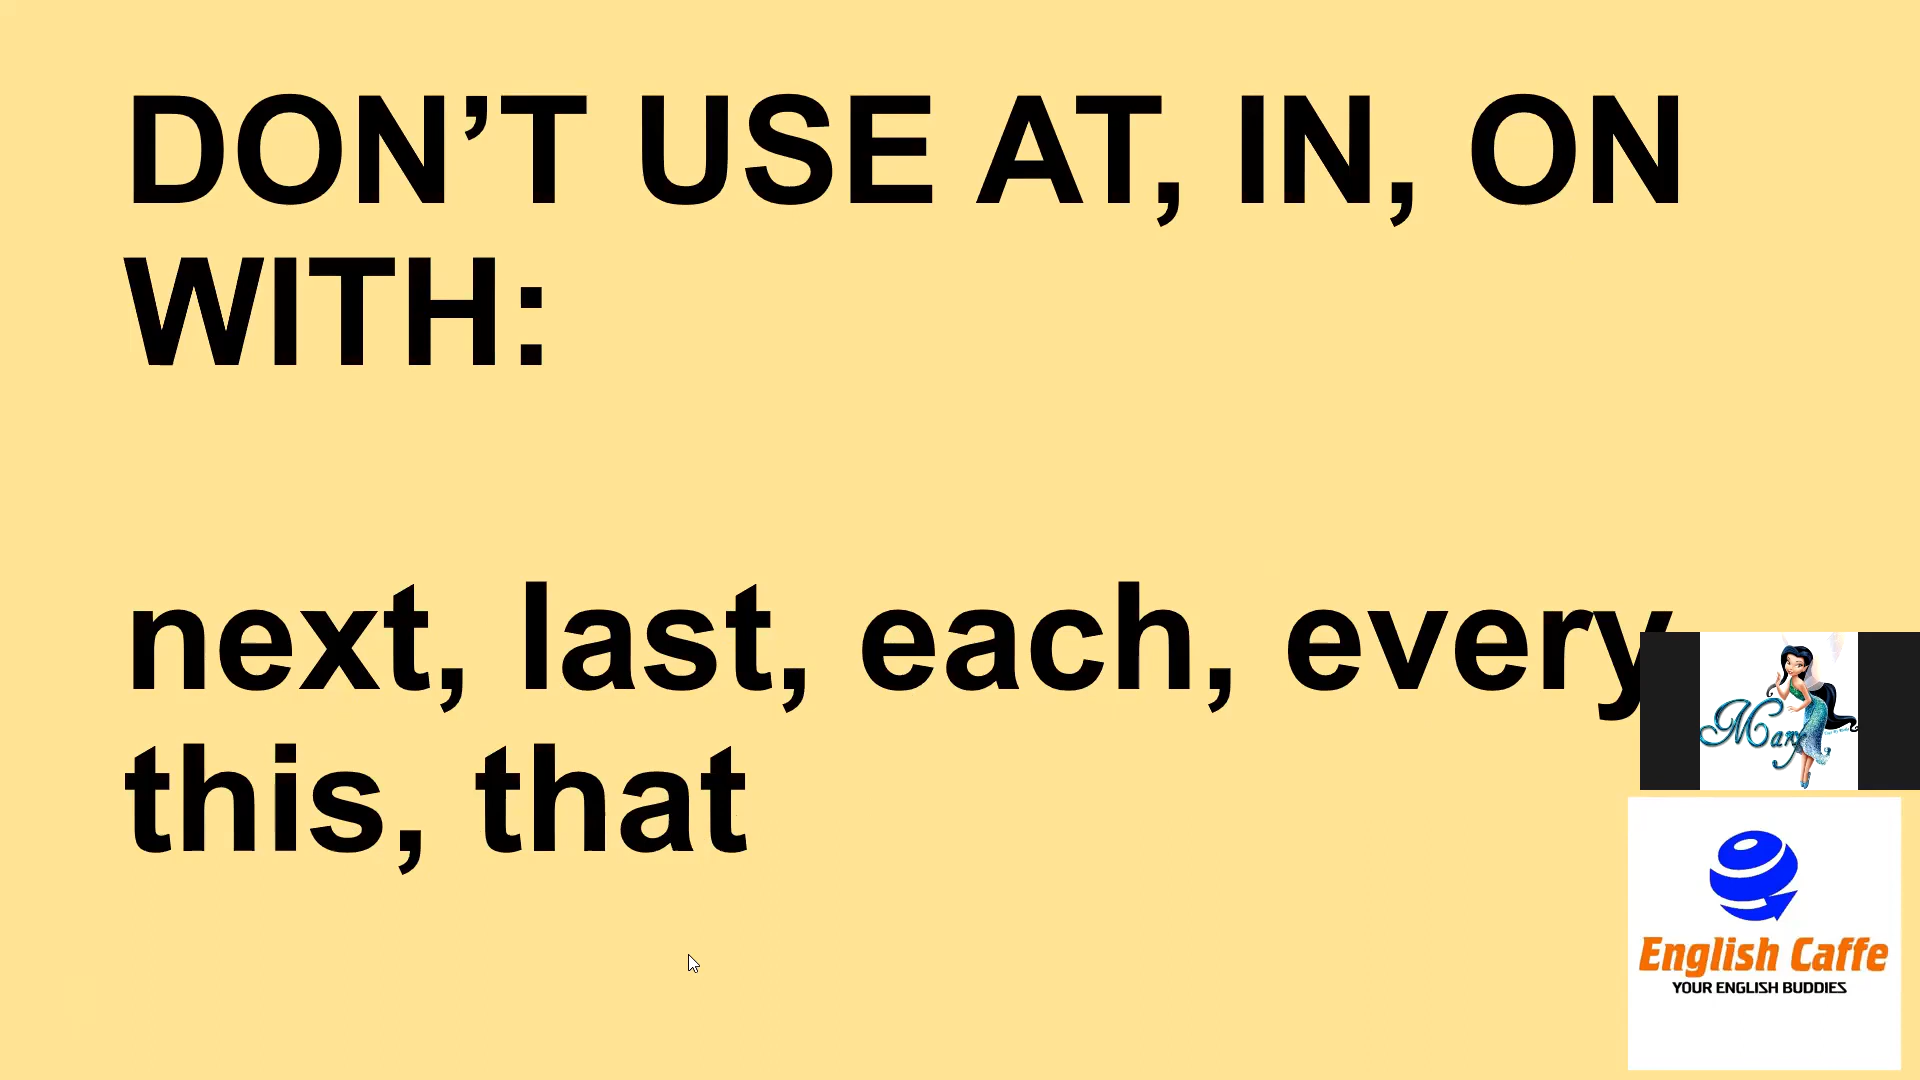 DON’T USE AT, IN, ON
WITH:
next, last, each, every
this, that
Mary
English Caffe
YOUR ENGLISH BUDDIES